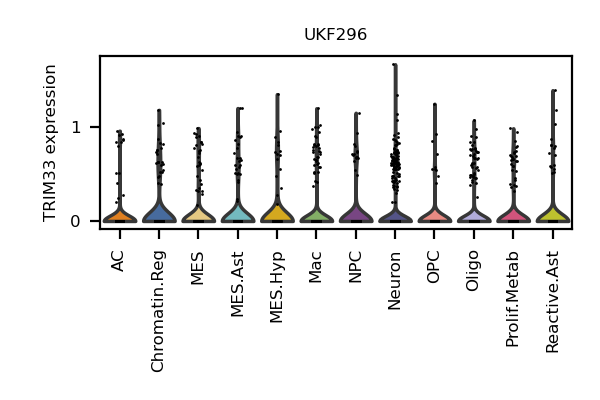 UKF296
TRIM33 expression
1
0
AC
Chromatin.Reg
MES
MES.Ast
MES.Hyp
Mac
NPC
Neuron
OPC
Oligo
Prolif.Metab
Reactive.Ast